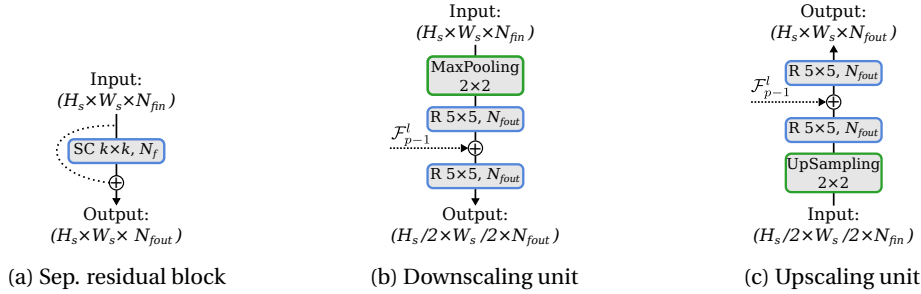 Input:
(H_s×W_s×N_fin)
SC k×k, N_f
Output:
(H_s×W_s× N_fout)
(a) Sep. residual block
Input:
(H_s×W_s×N_fin)
MaxPooling
2×2
R 5×5, N_fout
F^l_{p−1}
R 5×5, N_fout
Output:
(H_s/2×W_s/2×N_fout)
(b) Downscaling unit
Output:
(H_s×W_s×N_fout)
R 5×5, N_fout
F^l_{p−1}
R 5×5, N_fout
UpSampling
2×2
Input:
(H_s/2×W_s/2×N_fin)
(c) Upscaling unit